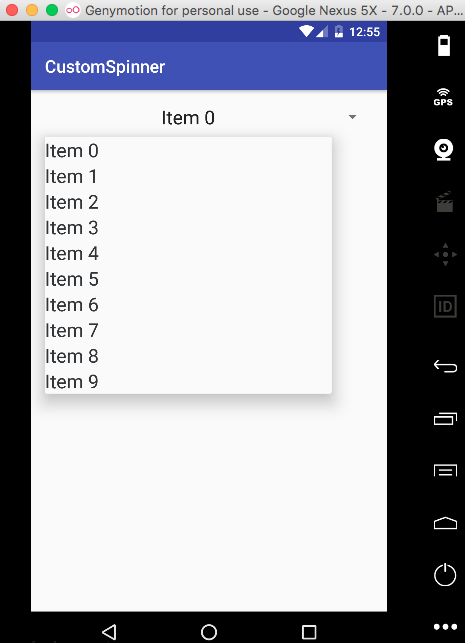 Genymotion for personal use - Google Nexus 5X - 7.0.0 - AP...
12:55
CustomSpinner
Item 0
Item 0
Item 1
Item 2
Item 3
Item 4
Item 5
Item 6
Item 7
Item 8
Item 9
GPS
ID